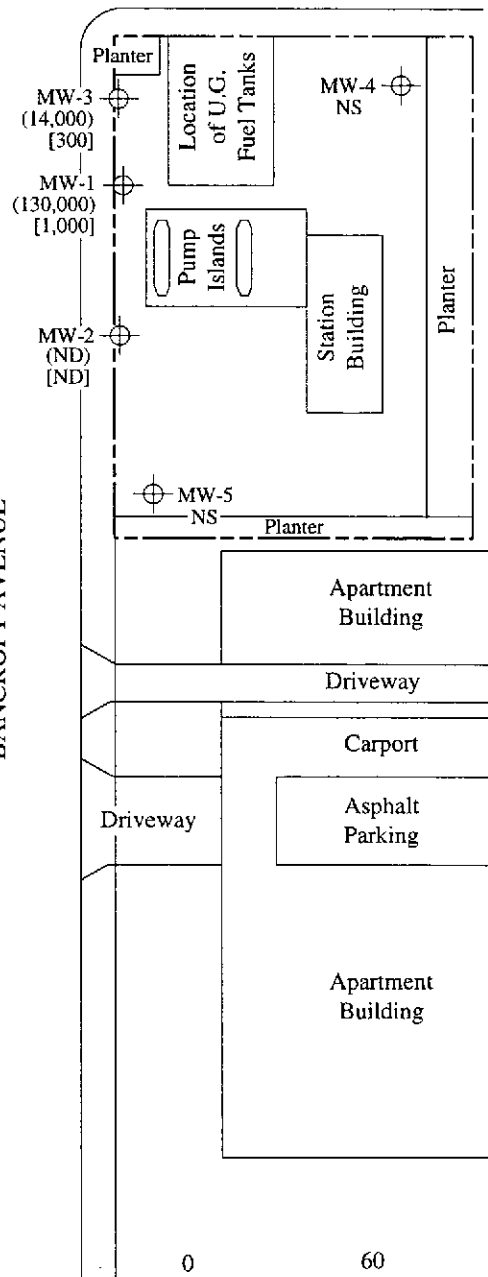 Planter
MW-3
(14,000)
[300]
Location
of U.G.
Fuel Tanks
MW-4
NS
MW-1
(130,000)
[1,000]
Pump
Islands
Station
Building
Planter
MW-2
(ND)
[ND]
MW-5
NS
Planter
BANCROFT AVENUE
Apartment
Building
Driveway
Carport
Driveway
Asphalt
Parking
Apartment
Building
0
60